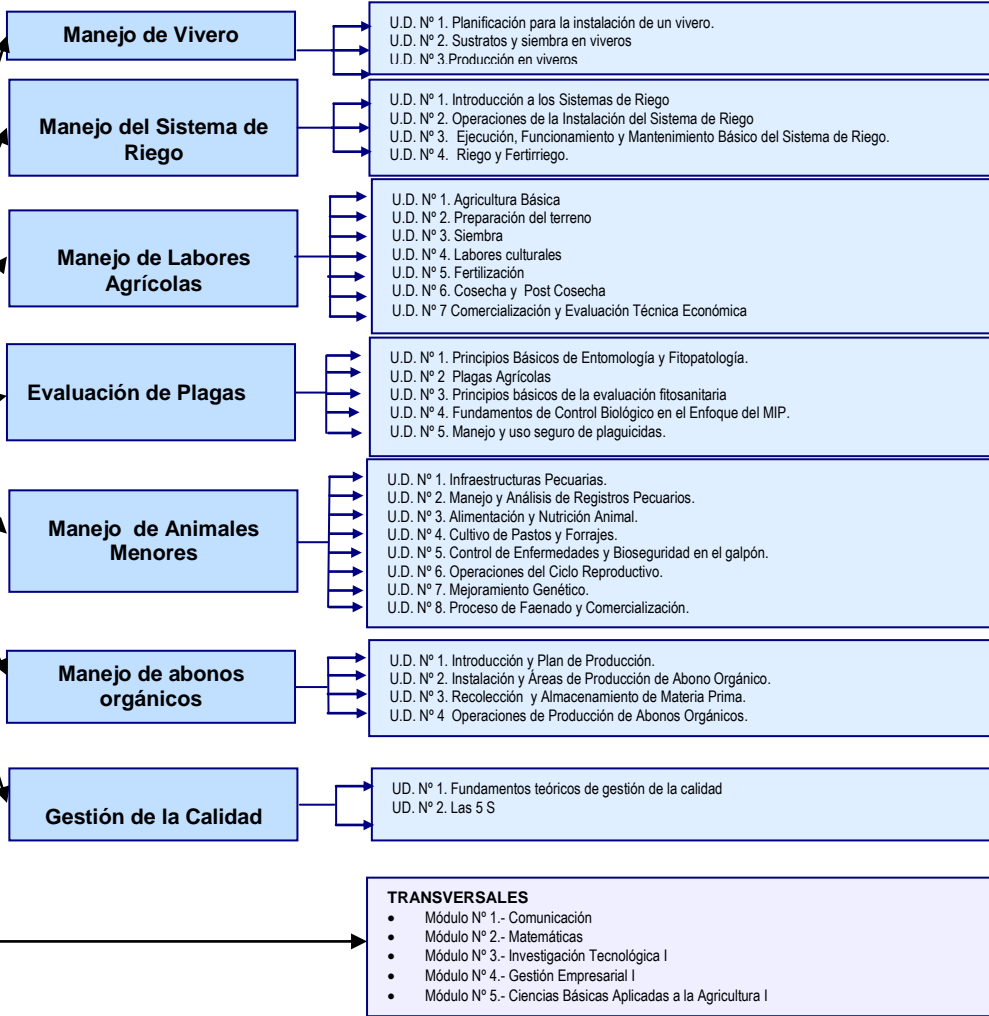 Manejo de Vivero
U.D. Nº 1. Planificación para la instalación de un vivero.
U.D. Nº 2. Sustratos y siembra en viveros
U.D. Nº 3.Producción en viveros
Manejo del Sistema de
Riego
U.D. Nº 1. Introducción a los Sistemas de Riego
U.D. Nº 2. Operaciones de la Instalación del Sistema de Riego
U.D. Nº 3. Ejecución, Funcionamiento y Mantenimiento Básico del Sistema de Riego.
U.D. Nº 4. Riego y Fertirriego.
Manejo de Labores
Agrícolas
U.D. Nº 1. Agricultura Básica
U.D. Nº 2. Preparación del terreno
U.D. Nº 3. Siembra
U.D. Nº 4. Labores culturales
U.D. Nº 5. Fertilización
U.D. Nº 6. Cosecha y Post Cosecha
U.D. Nº 7 Comercialización y Evaluación Técnica Económica
Evaluación de Plagas
U.D. Nº 1. Principios Básicos de Entomología y Fitopatología.
U.D. Nº 2 Plagas Agrícolas
U.D. Nº 3. Principios básicos de la evaluación fitosanitaria
U.D. Nº 4. Fundamentos de Control Biológico en el Enfoque del MIP.
U.D. Nº 5. Manejo y uso seguro de plaguicidas.
Manejo de Animales
Menores
U.D. Nº 1. Infraestructuras Pecuarias.
U.D. Nº 2. Manejo y Análisis de Registros Pecuarios.
U.D. Nº 3. Alimentación y Nutrición Animal.
U.D. Nº 4. Cultivo de Pastos y Forrajes.
U.D. Nº 5. Control de Enfermedades y Bioseguridad en el galpón.
U.D. Nº 6. Operaciones del Ciclo Reproductivo.
U.D. Nº 7. Mejoramiento Genético.
U.D. Nº 8. Proceso de Faenado y Comercialización.
Manejo de abonos
orgánicos
U.D. Nº 1. Introducción y Plan de Producción.
U.D. Nº 2. Instalación y Áreas de Producción de Abono Orgánico.
U.D. Nº 3. Recolección y Almacenamiento de Materia Prima.
U.D. Nº 4 Operaciones de Producción de Abonos Orgánicos.
Gestión de la Calidad
UD. Nº 1. Fundamentos teóricos de gestión de la calidad
UD. Nº 2. Las 5 S
TRANSVERSALES
• Módulo Nº 1.- Comunicación
• Módulo Nº 2.- Matemáticas
• Módulo Nº 3.- Investigación Tecnológica I
• Módulo Nº 4.- Gestión Empresarial I
• Módulo Nº 5.- Ciencias Básicas Aplicadas a la Agricultura I